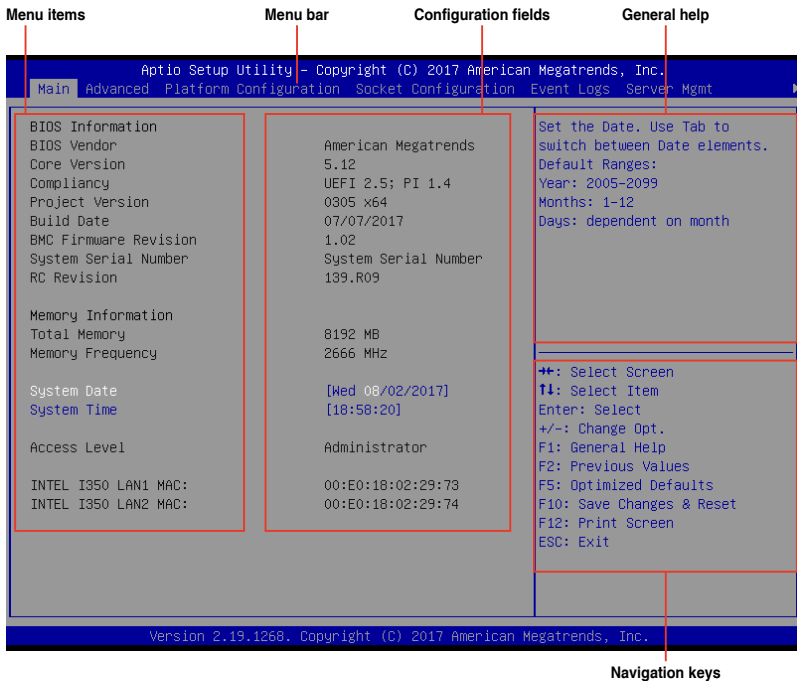 Menu items Menu bar Configuration fields General help
Aptio Setup Utility – Copyright (C) 2017 American Megatrends, Inc.
Main Advanced Platform Configuration Socket Configuration Event Logs Server Mgmt
BIOS Information
BIOS Vendor American Megatrends
Core Version 5.12
Compliancy UEFI 2.5; PI 1.4
Project Version 0305 x64
Build Date 07/07/2017
BMC Firmware Revision 1.02
System Serial Number System Serial Number
RC Revision 139.R09
Memory Information
Total Memory 8192 MB
Memory Frequency 2666 MHz
System Date [Wed 08/02/2017]
System Time [18:58:20]
Access Level Administrator
INTEL I350 LAN1 MAC: 00:E0:18:02:29:73
INTEL I350 LAN2 MAC: 00:E0:18:02:29:74
Set the Date. Use Tab to
switch between Date elements.
Default Ranges:
Year: 2005-2099
Months: 1-12
Days: dependent on month
→←: Select Screen
↑↓: Select Item
Enter: Select
+/-: Change Opt.
F1: General Help
F2: Previous Values
F5: Optimized Defaults
F10: Save Changes & Reset
F12: Print Screen
ESC: Exit
Version 2.19.1268. Copyright (C) 2017 American Megatrends, Inc.
Navigation keys